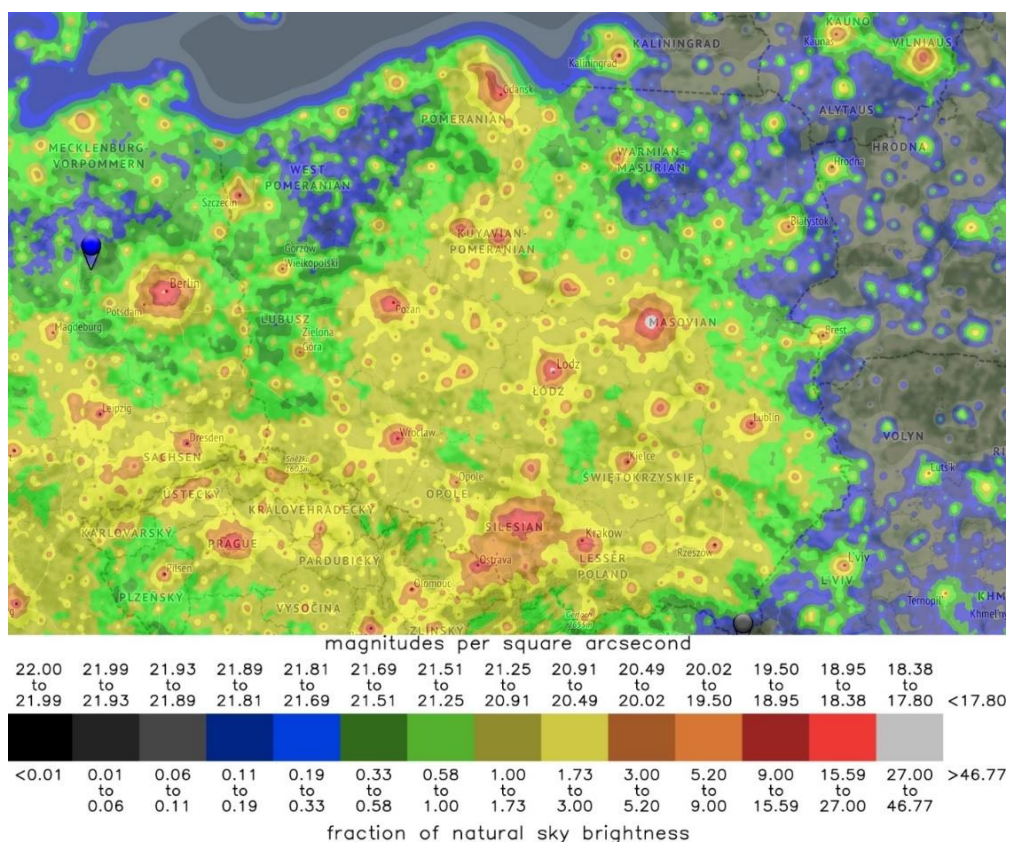 KAUNO
KALININGRAD
Kaunas
VILNIAUS
Kaliningrad
Gdańsk
ALYTAUS
POMERANIAN
MECKLENBURG-
VORPOMMERN
WARMIAN-
MASURIAN
HRODNA
WEST
POMERANIAN
Hrodna
Szczecin
Białystok
KUYAVIAN-
POMERANIAN
Gorzów
Wielkopolski
Berlin
Potsdam
Poznań
MASOVIAN
LUBUSZ
Magdeburg
Zielona
Góra
Brest
Lodz
ŁÓDŹ
Leipzig
Lublin
Wrocław
VOLYN
Dresden
SACHSEN
Kielce
Lutsk
Opole
ŚWIĘTOKRZYSKIE
ÚSTECKÝ
OPOLE
KRÁLOVÉHRADECKÝ
SILESIAN
KARLOVARSKÝ
PRAGUE
Krakow
PARDUBICKÝ
Ostrava
LESSER
POLAND
Rzeszów
L'viv
Pilsen
Olomouc
L'VIV
PLZEŇSKÝ
VYSOČINA
Ternopil'
KHM
Khmel'ny
ZLÍNSKÝ
magnitudes per square arcsecond
22.00 21.99 21.93 21.89 21.81 21.69 21.51 21.25 20.91 20.49 20.02 19.50 18.95 18.38
to to to to to to to to to to to to to to
21.99 21.93 21.89 21.81 21.69 21.51 21.25 20.91 20.49 20.02 19.50 18.95 18.38 17.80 <17.80
<0.01 0.01 0.06 0.11 0.19 0.33 0.58 1.00 1.73 3.00 5.20 9.00 15.59 27.00 >46.77
to to to to to to to to to to to to to
0.06 0.11 0.19 0.33 0.58 1.00 1.73 3.00 5.20 9.00 15.59 27.00 46.77
fraction of natural sky brightness